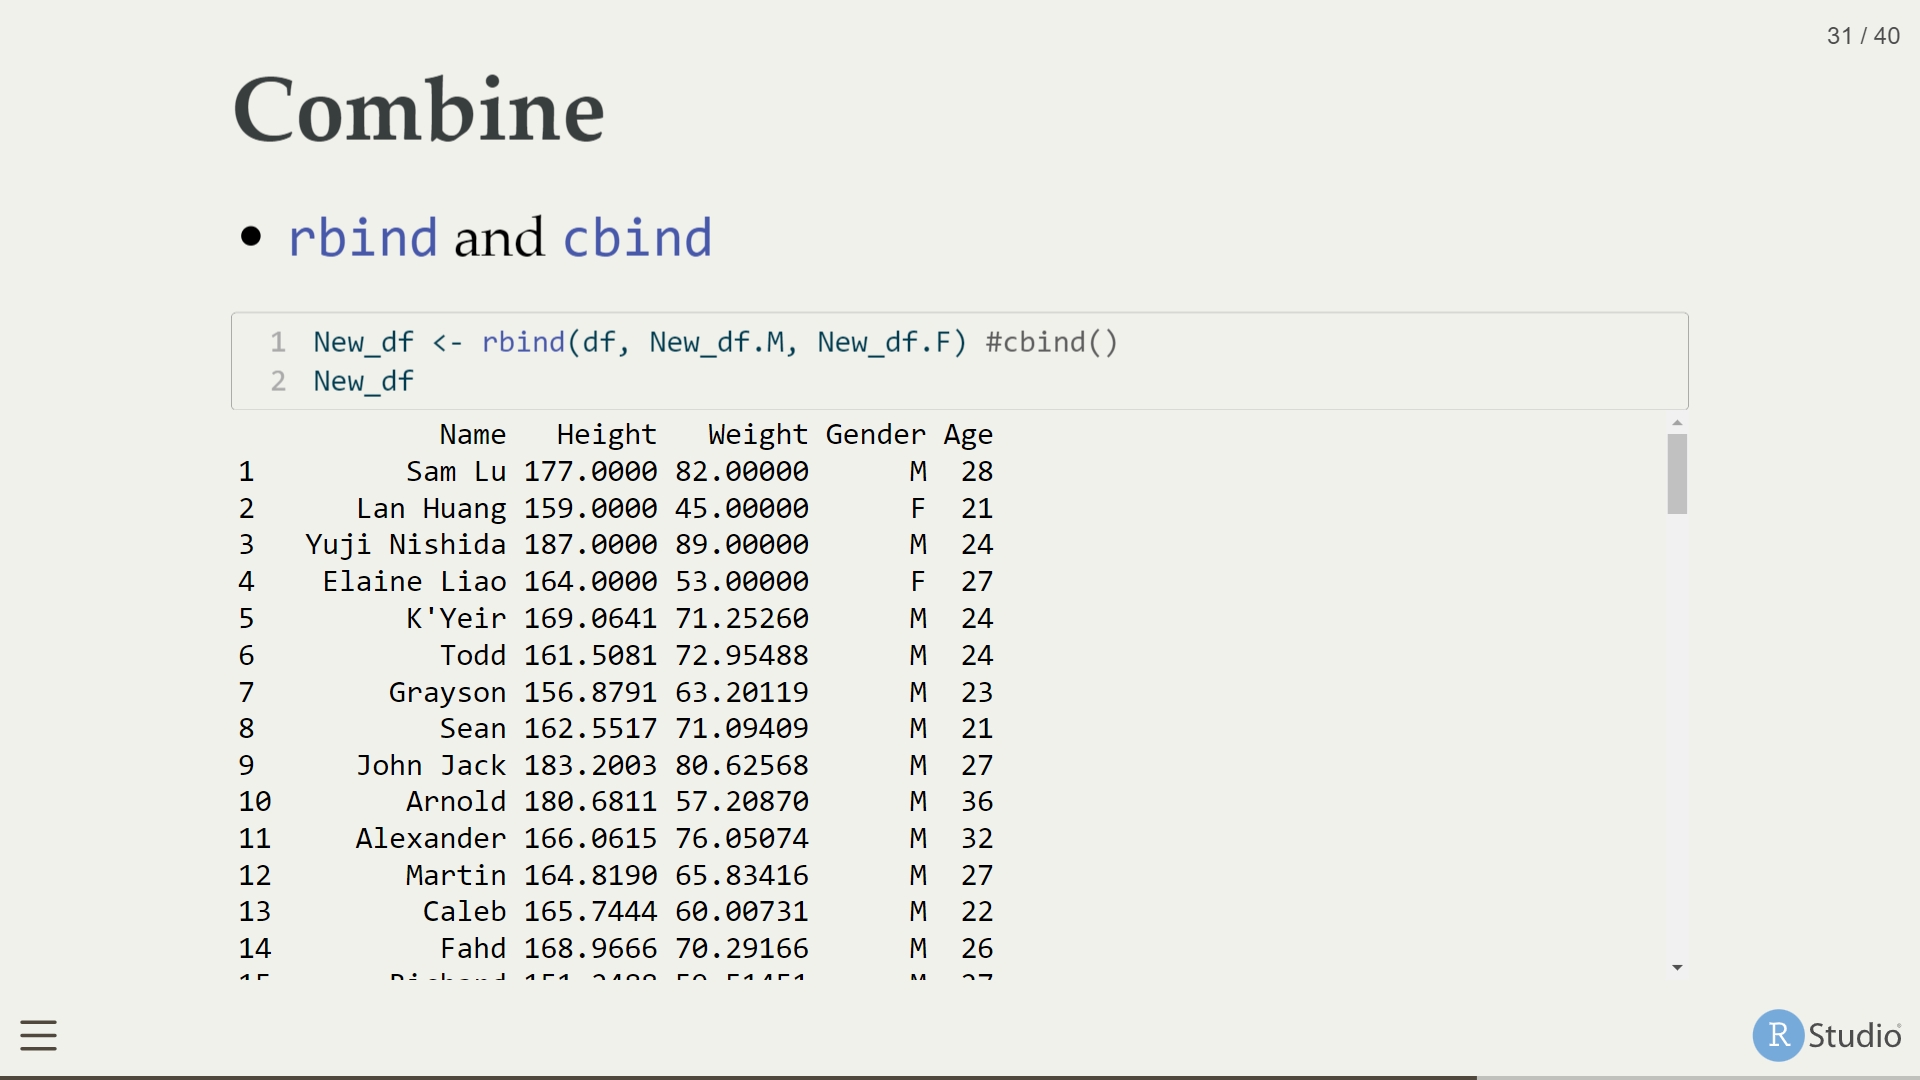 31 / 40
Combine
• rbind and cbind
1 New_df <- rbind(df, New_df.M, New_df.F) #cbind()
2 New_df
Name Height Weight Gender Age
1 Sam Lu 177.0000 82.00000 M 28
2 Lan Huang 159.0000 45.00000 F 21
3 Yuji Nishida 187.0000 89.00000 M 24
4 Elaine Liao 164.0000 53.00000 F 27
5 K'Yeir 169.0641 71.25260 M 24
6 Todd 161.5081 72.95488 M 24
7 Grayson 156.8791 63.20119 M 23
8 Sean 162.5517 71.09409 M 21
9 John Jack 183.2003 80.62568 M 27
10 Arnold 180.6811 57.20870 M 36
11 Alexander 166.0615 76.05074 M 32
12 Martin 164.8190 65.83416 M 27
13 Caleb 165.7444 60.00731 M 22
14 Fahd 168.9666 70.29166 M 26
R Studio